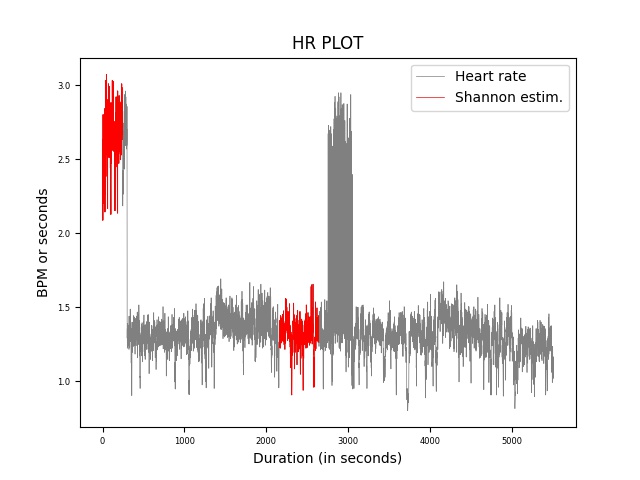 HR PLOT
Heart rate
Shannon estim.
BPM or seconds
3.0
2.5
2.0
1.5
1.0
0
1000
2000
3000
4000
5000
Duration (in seconds)